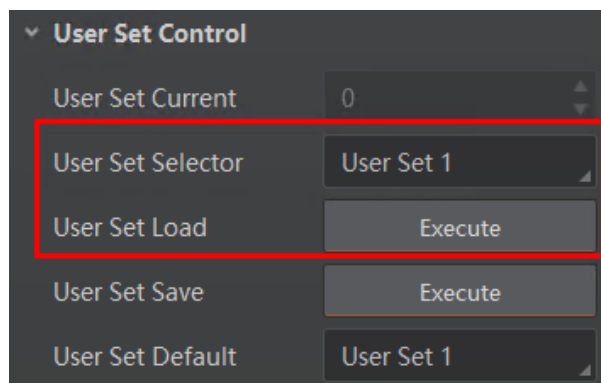 User Set Control
User Set Current 0
User Set Selector User Set 1
User Set Load Execute
User Set Save Execute
User Set Default User Set 1